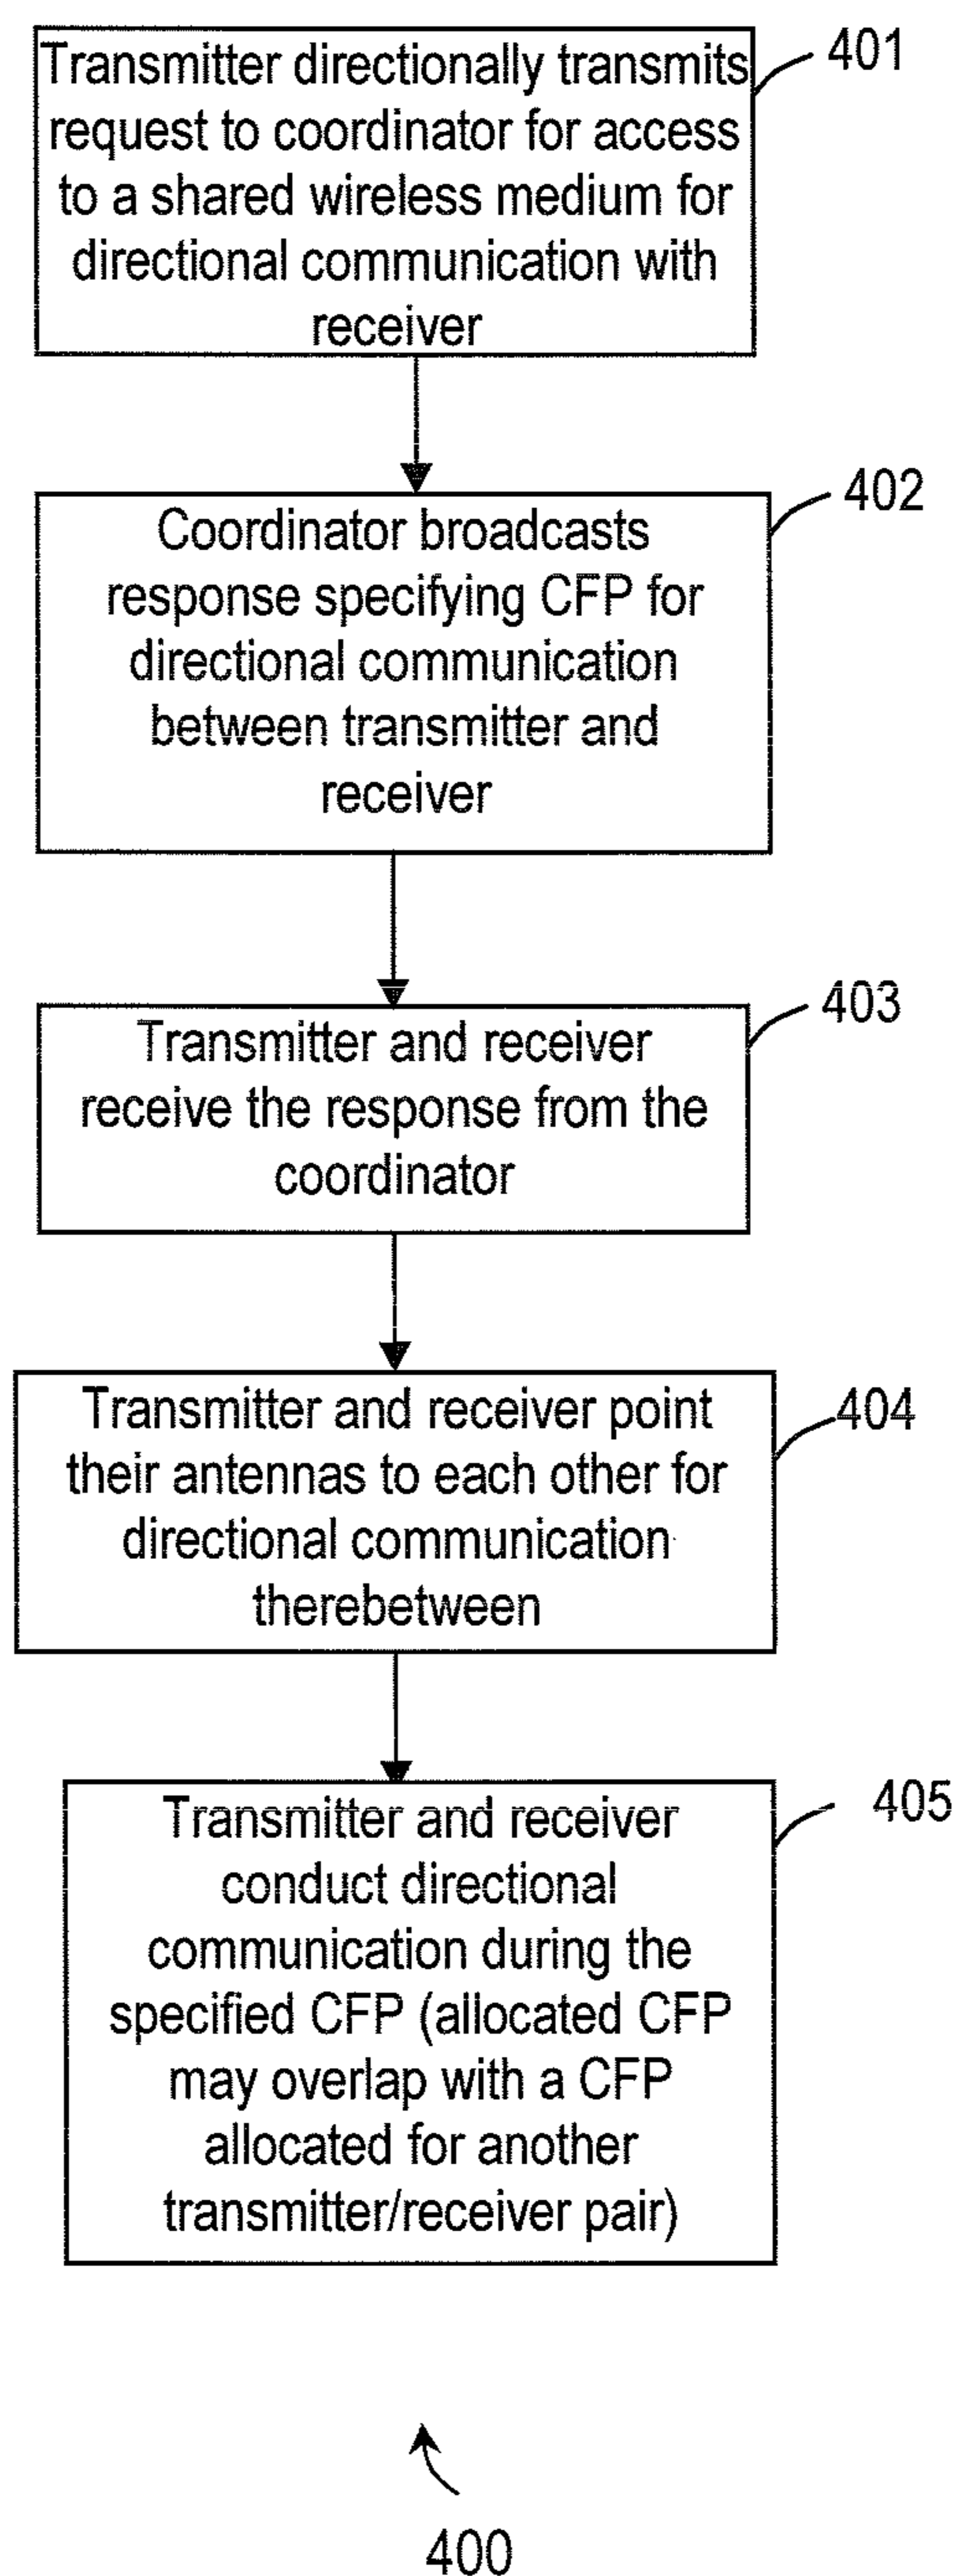 Transmitter directionally transmits
request to coordinator for access
to a shared wireless medium for
directional communication with
receiver
401
Coordinator broadcasts
response specifying CFP for
directional communication
between transmitter and
receiver
402
Transmitter and receiver
receive the response from the
coordinator
403
Transmitter and receiver point
their antennas to each other for
directional communication
therebetween
404
Transmitter and receiver
conduct directional
communication during the
specified CFP (allocated CFP
may overlap with a CFP
allocated for another
transmitter/receiver pair)
405
400